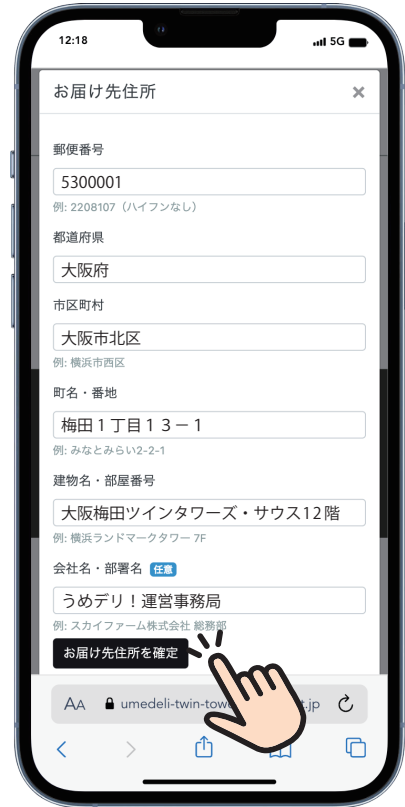 12:18
5G
お届け先住所 ×
郵便番号
5300001
例: 2208107（ハイフンなし）
都道府県
大阪府
市区町村
大阪市北区
例: 横浜市西区
町名・番地
梅田１丁目１３－１
例: みなとみらい2-2-1
建物名・部屋番号
大阪梅田ツインタワーズ・サウス12階
例: 横浜ランドマークタワー 7F
会社名・部署名 任意
うめデリ！運営事務局
例: スカイファーム株式会社 総務部
お届け先住所を確定
AA umedeli-twin-towe t.jp